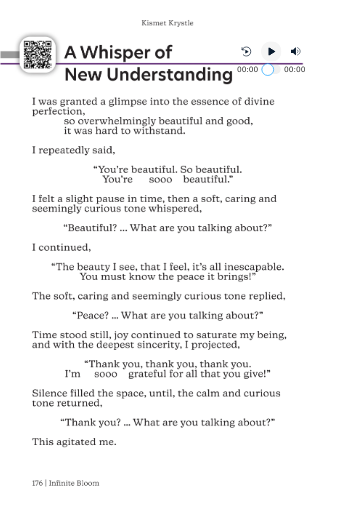 Kismet Krystle
A Whisper of
New Understanding
00:00 00:00
I was granted a glimpse into the essence of divine
perfection,
so overwhelmingly beautiful and good,
it was hard to withstand.
I repeatedly said,
“You’re beautiful. So beautiful.
You’re sooo beautiful.”
I felt a slight pause in time, then a soft, caring and
seemingly curious tone whispered,
“Beautiful? ... What are you talking about?”
I continued,
“The beauty I see, that I feel, it’s all inescapable.
You must know the peace it brings!”
The soft, caring and seemingly curious tone replied,
“Peace? ... What are you talking about?”
Time stood still, joy continued to saturate my being,
and with the deepest sincerity, I projected,
“Thank you, thank you, thank you.
I’m sooo grateful for all that you give!”
Silence filled the space, until, the calm and curious
tone returned,
“Thank you? ... What are you talking about?”
This agitated me.
176 | Infinite Bloom